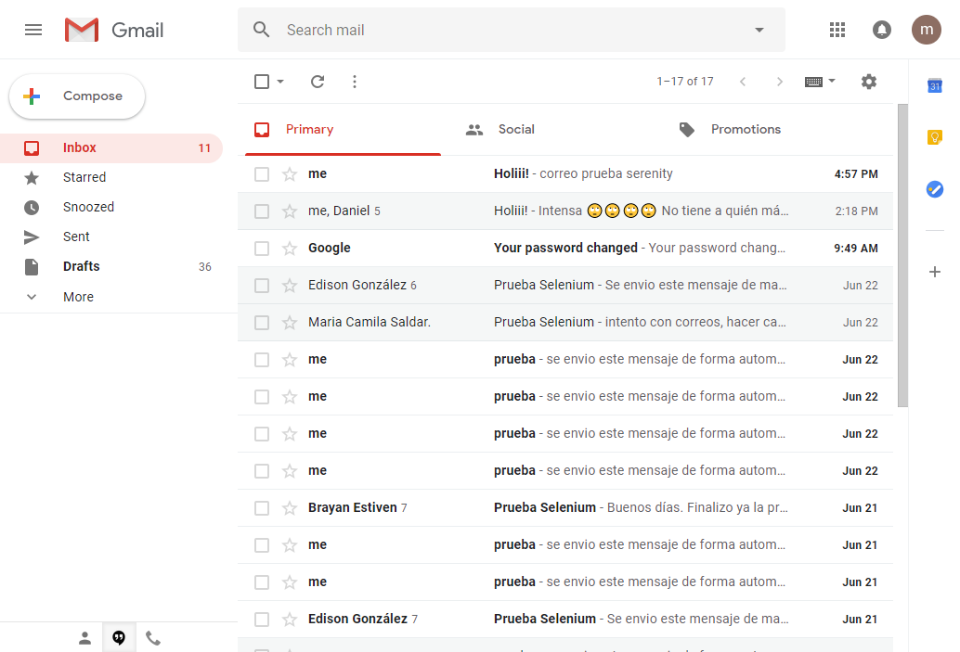 Gmail
Search mail
m
Compose
1–17 of 17
31
Primary
Social
Promotions
Inbox 11
Starred
Snoozed
Sent
Drafts 36
More
me Holiii! - correo prueba serenity 4:57 PM
me, Daniel 5 Holiii! - Intensa 🙄🙄🙄🙄 No tiene a quién má… 2:18 PM
Google Your password changed - Your password chang… 9:49 AM
Edison González 6 Prueba Selenium - Se envio este mensaje de ma… Jun 22
Maria Camila Saldar. Prueba Selenium - intento con correos, hacer ca… Jun 22
me prueba - se envio este mensaje de forma autom… Jun 22
me prueba - se envio este mensaje de forma autom… Jun 22
me prueba - se envio este mensaje de forma autom… Jun 22
me prueba - se envio este mensaje de forma autom… Jun 22
Brayan Estiven 7 Prueba Selenium - Buenos días. Finalizo ya la pr… Jun 21
me prueba - se envio este mensaje de forma autom… Jun 21
me prueba - se envio este mensaje de forma autom… Jun 21
Edison González 7 Prueba Selenium - Se envio este mensaje de ma… Jun 21